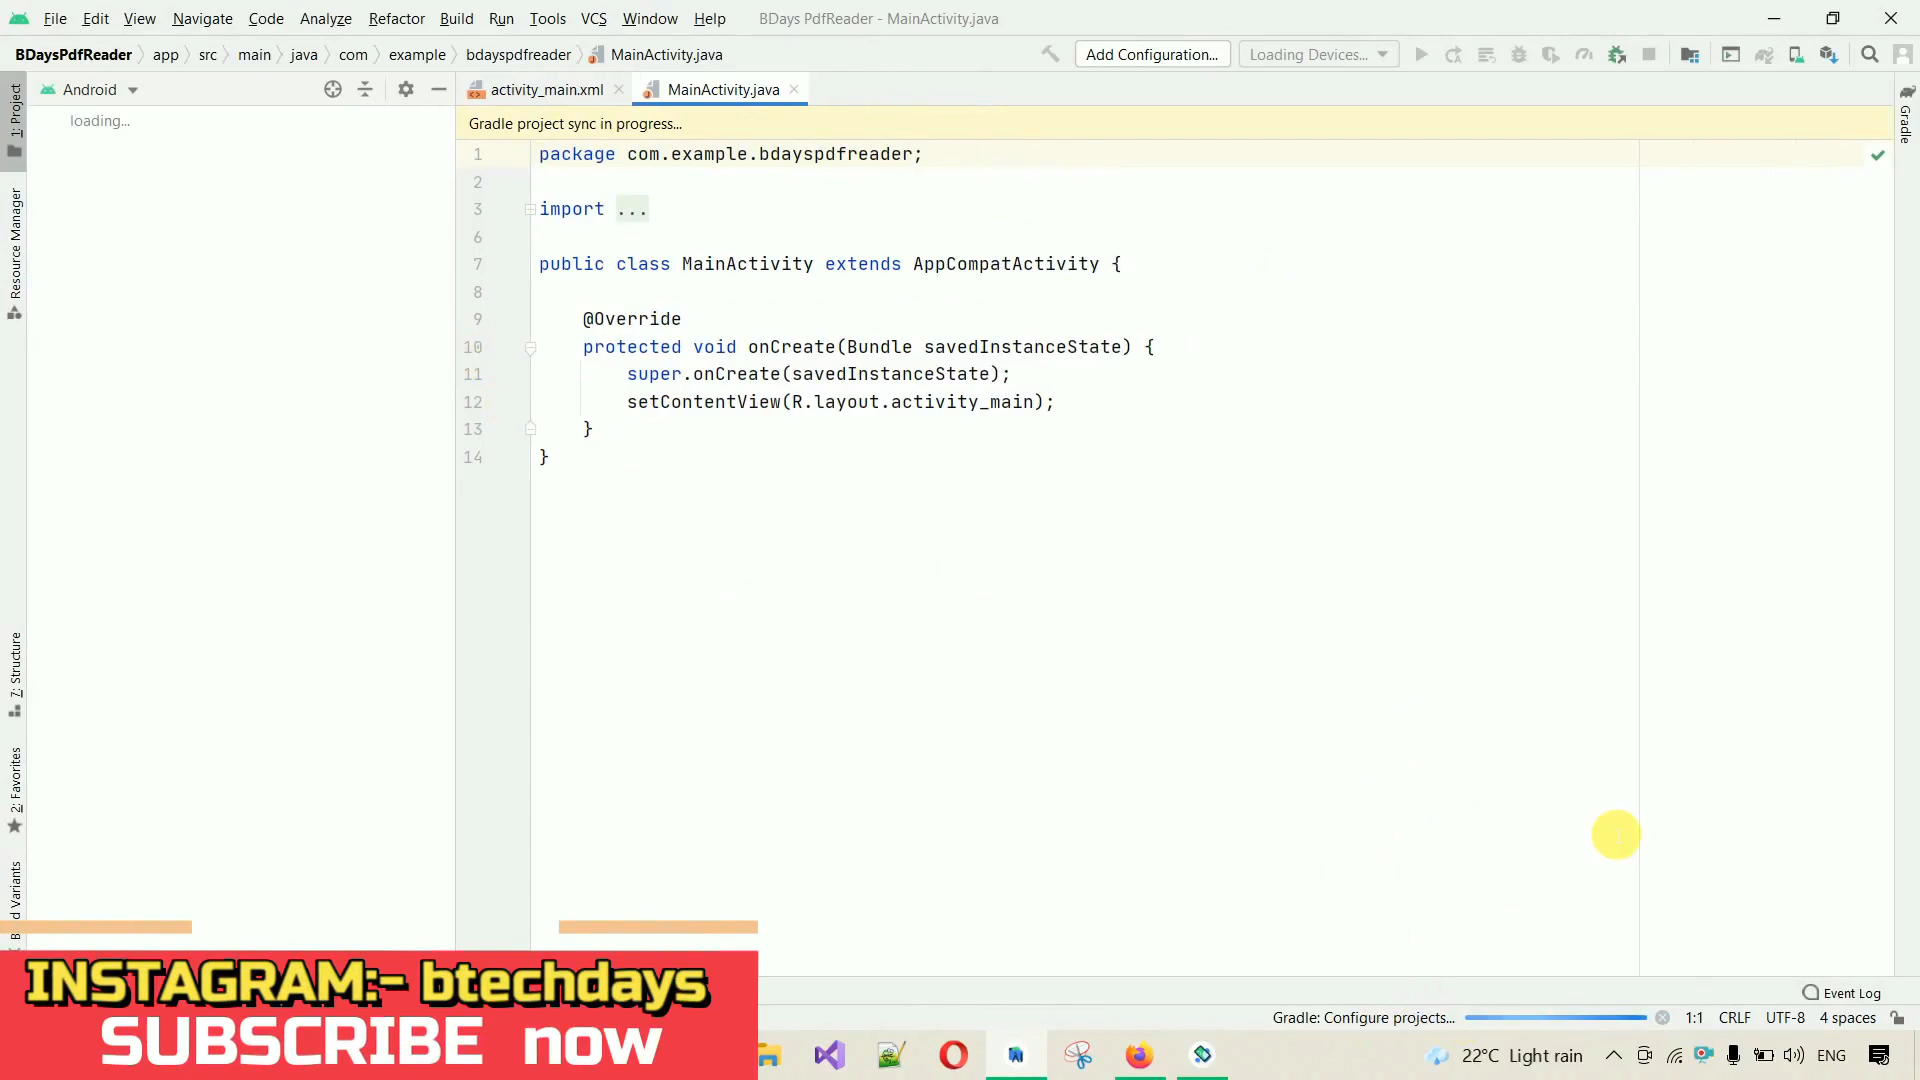 File Edit View Navigate Code Analyze Refactor Build Run Tools VCS Window Help BDays PdfReader - MainActivity.java
BDaysPdfReader app src main java com example bdayspdfreader MainActivity.java Add Configuration... Loading Devices...
Android activity_main.xml MainActivity.java
loading...
1: Project
Resource Manager
7: Structure
2: Favorites
d Variants
Gradle
Gradle project sync in progress...
1 package com.example.bdayspdfreader;
2
3 import ...
6
7 public class MainActivity extends AppCompatActivity {
8
9 @Override
10 protected void onCreate(Bundle savedInstanceState) {
11 super.onCreate(savedInstanceState);
12 setContentView(R.layout.activity_main);
13 }
14 }
Event Log
Gradle: Configure projects... 1:1 CRLF UTF-8 4 spaces
INSTAGRAM:- btechdays
SUBSCRIBE now
22°C Light rain ENG